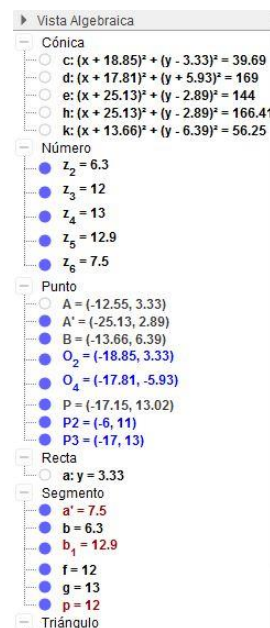 Vista Algebraica
Cónica
c: (x + 18.85)² + (y - 3.33)² = 39.69
d: (x + 17.81)² + (y + 5.93)² = 169
e: (x + 25.13)² + (y - 2.89)² = 144
h: (x + 25.13)² + (y - 2.89)² = 166.41
k: (x + 13.66)² + (y - 6.39)² = 56.25
Número
z₂ = 6.3
z₃ = 12
z₄ = 13
z₅ = 12.9
z₆ = 7.5
Punto
A = (-12.55, 3.33)
A' = (-25.13, 2.89)
B = (-13.66, 6.39)
O₂ = (-18.85, 3.33)
O₄ = (-17.81, -5.93)
P = (-17.15, 13.02)
P2 = (-6, 11)
P3 = (-17, 13)
Recta
a: y = 3.33
Segmento
a' = 7.5
b = 6.3
b₁ = 12.9
f = 12
g = 13
p = 12
Triángulo